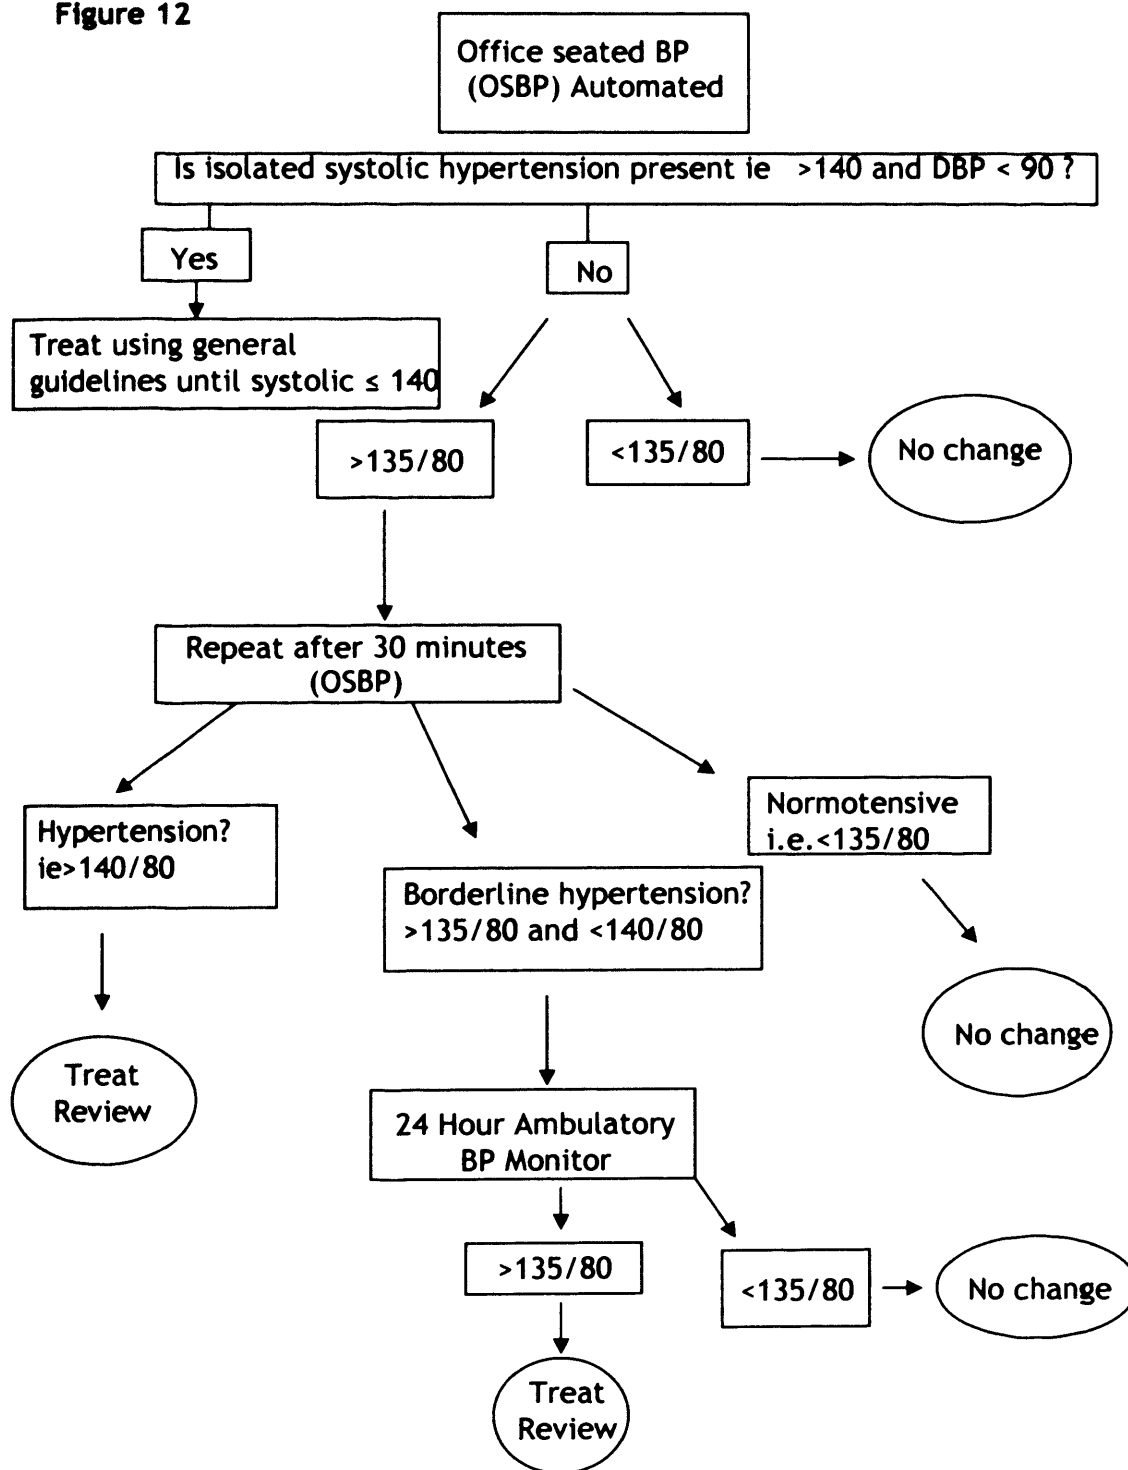 Figure 12
Office seated BP
(OSBP) Automated
Is isolated systolic hypertension present ie >140 and DBP < 90 ?
Yes
No
Treat using general
guidelines until systolic ≤ 140
>135/80
<135/80
No change
Repeat after 30 minutes
(OSBP)
Hypertension?
ie>140/80
Normotensive
i.e.<135/80
Borderline hypertension?
>135/80 and <140/80
No change
Treat
Review
24 Hour Ambulatory
BP Monitor
>135/80
<135/80
No change
Treat
Review